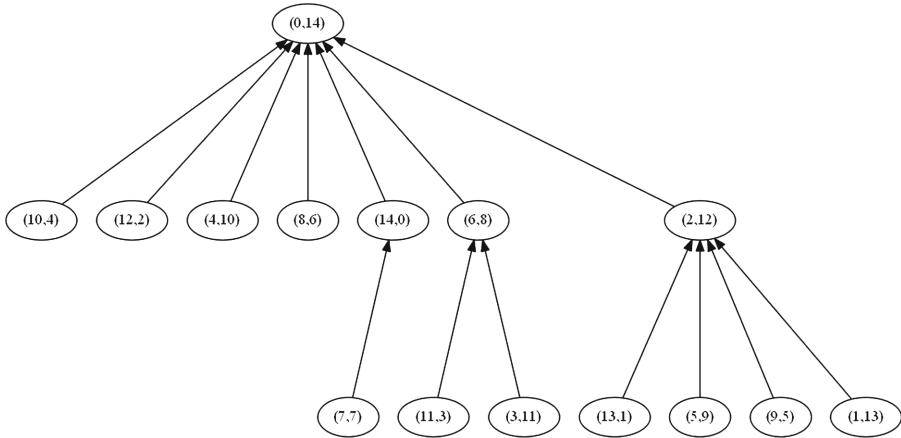 (0,14)
(10,4) (12,2) (4,10) (8,6) (14,0) (6,8) (2,12)
(7,7) (11,3) (3,11) (13,1) (5,9) (9,5) (1,13)